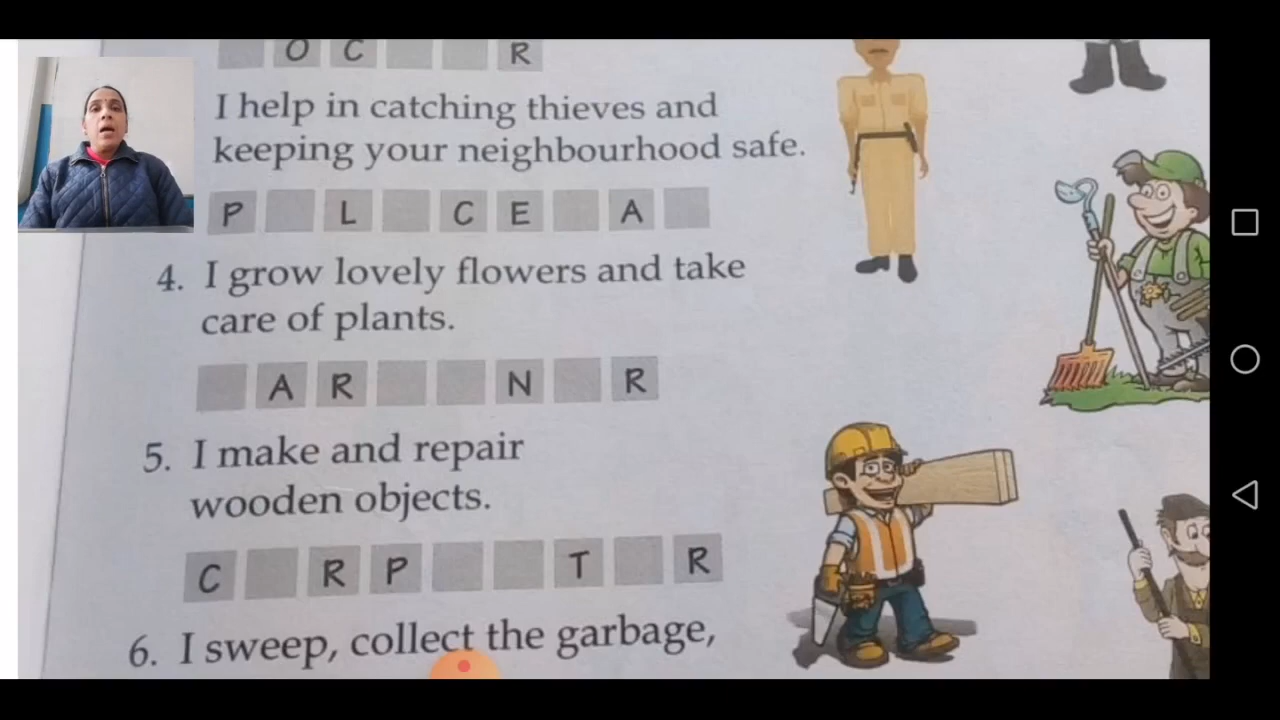 O C R
I help in catching thieves and
keeping your neighbourhood safe.
P L C E A
4. I grow lovely flowers and take
care of plants.
A R N R
5. I make and repair
wooden objects.
C R P T R
6. I sweep, collect the garbage,